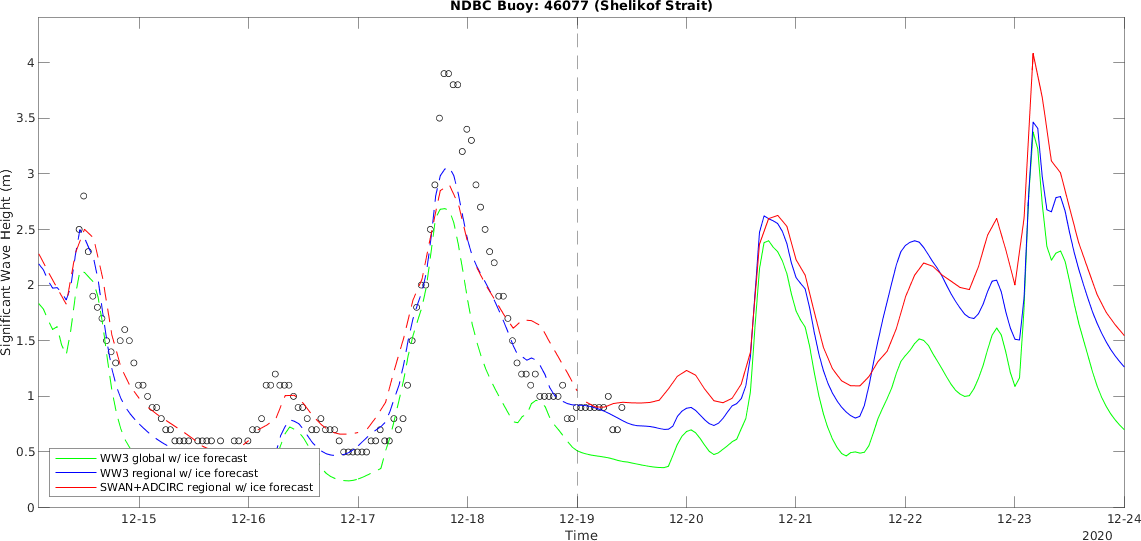 NDBC Buoy: 46077 (Shelikof Strait)
Significant Wave Height (m)
4
3.5
3
2.5
2
1.5
1
0.5
0
WW3 global w/ ice forecast
WW3 regional w/ ice forecast
SWAN+ADCIRC regional w/ ice forecast
12-15 12-16 12-17 12-18 12-19 12-20 12-21 12-22 12-23 12-24
Time
2020